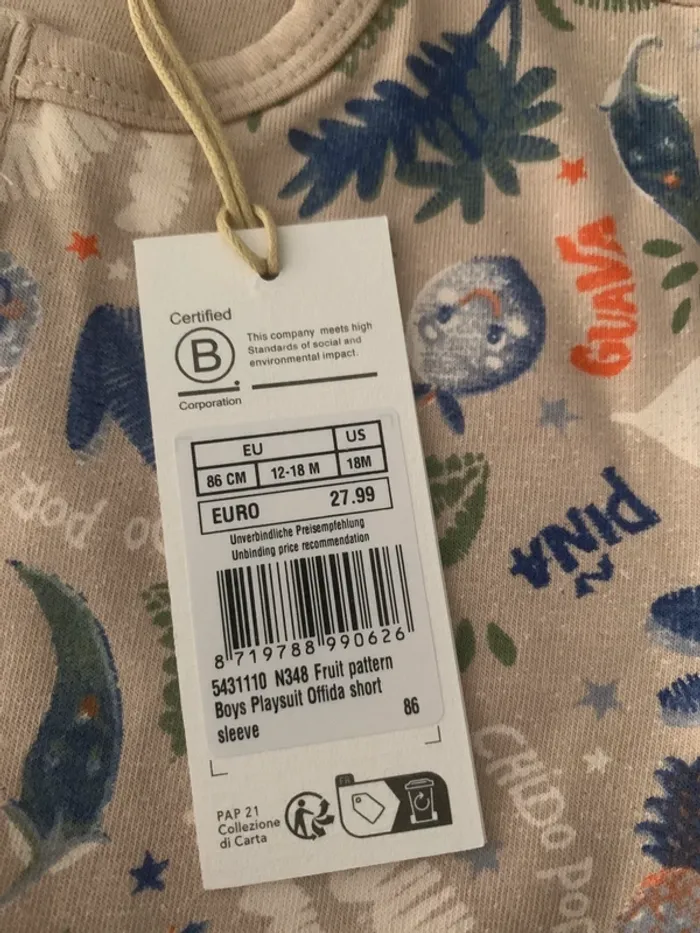 GUAVA
Certified
B
Corporation
This company meets high
Standards of social and
environmental impact.
EU US
86 CM 12-18 M 18M
EURO 27.99
Unverbindliche Preisempfehlung
Unbinding price recommendation
8 719788 990626
5431110 N348 Fruit pattern
Boys Playsuit Offida short
sleeve 86
PIÑA
CHIDO POP
PAP 21
Collezione
di Carta
FR